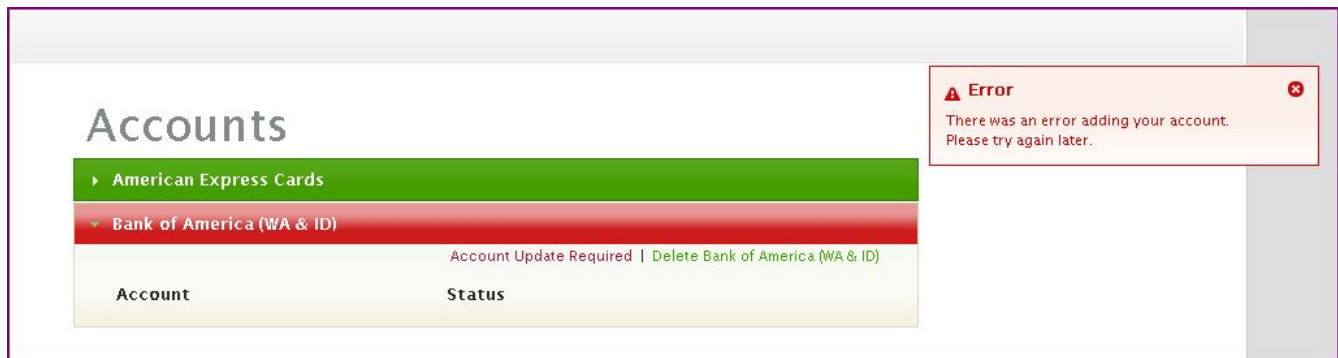 Accounts
Error
There was an error adding your account.
Please try again later.
American Express Cards
Bank of America (WA & ID)
Account Update Required | Delete Bank of America (WA & ID)
Account Status